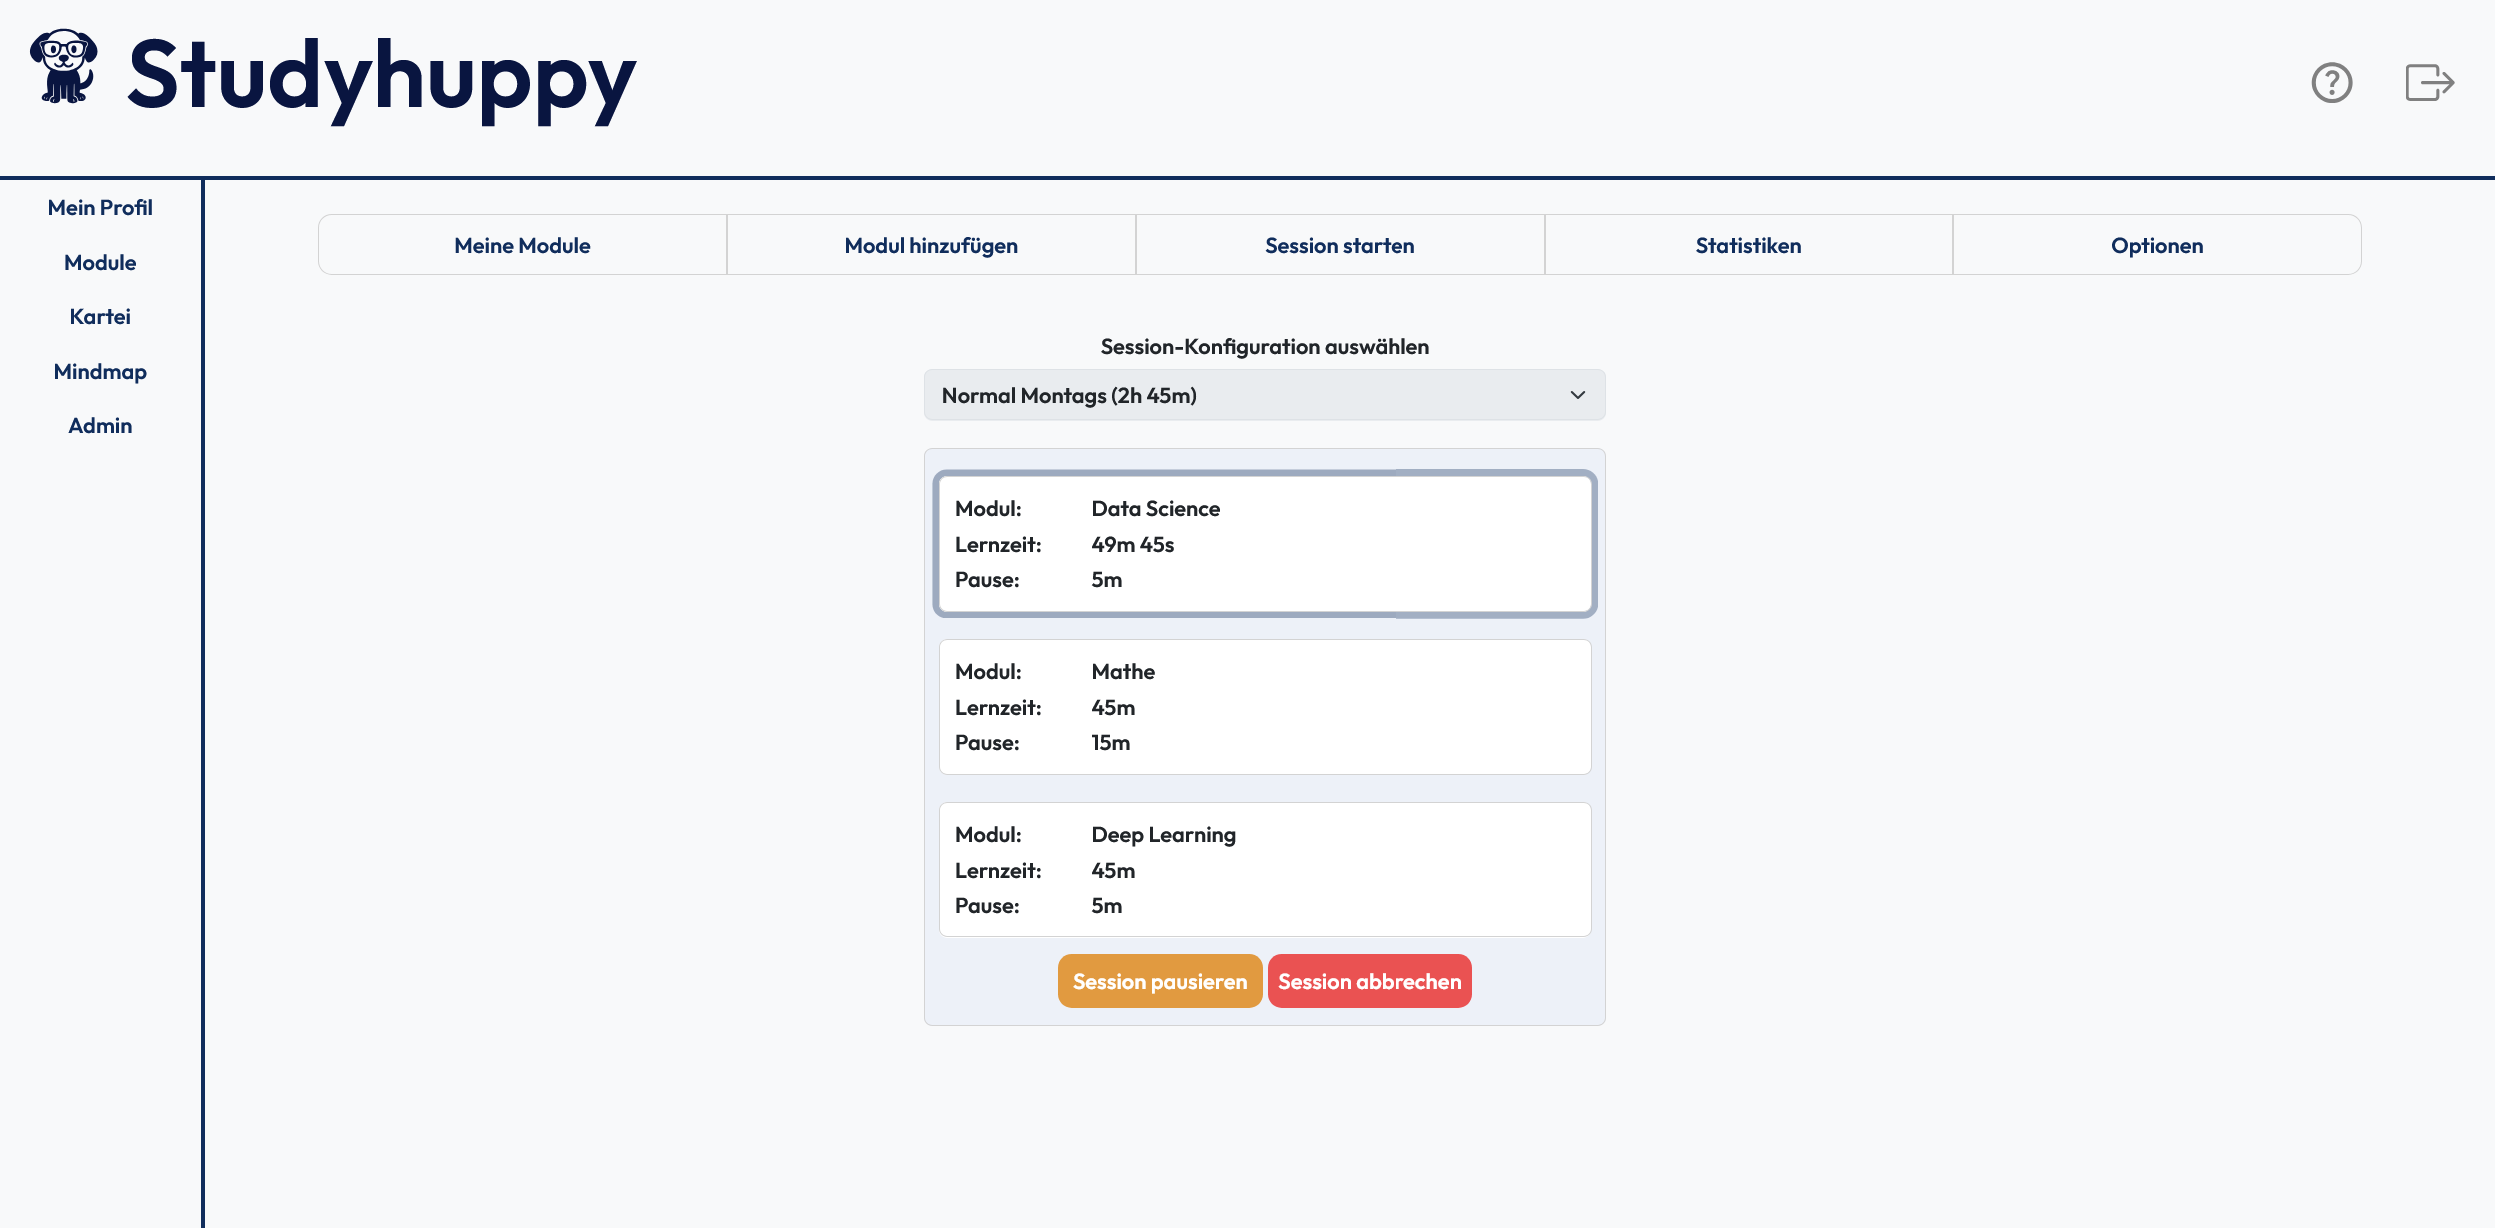 Studyhuppy
Mein Profil
Module
Kartei
Mindmap
Admin
Meine Module
Modul hinzufügen
Session starten
Statistiken
Optionen
Session-Konfiguration auswählen
Normal Montags (2h 45m)
Modul: Data Science
Lernzeit: 49m 45s
Pause: 5m
Modul: Mathe
Lernzeit: 45m
Pause: 15m
Modul: Deep Learning
Lernzeit: 45m
Pause: 5m
Session pausieren
Session abbrechen